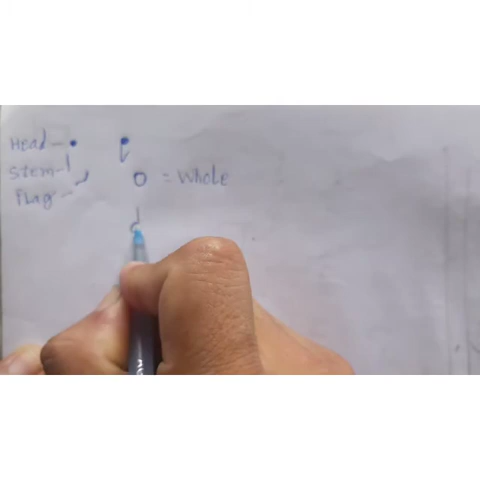 Head -
Stem -
Flag -
O = Whole